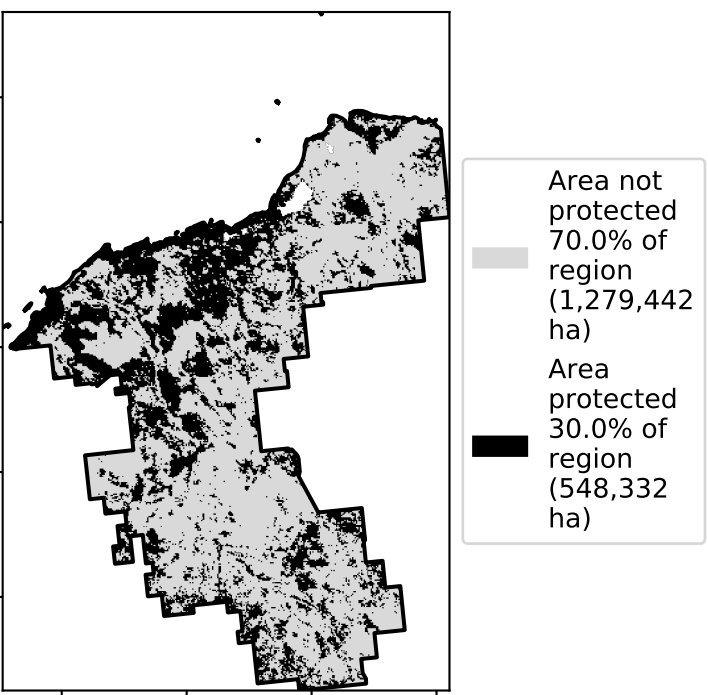 Area not
protected
70.0% of
region
(1,279,442
ha)
Area
protected
30.0% of
region
(548,332
ha)